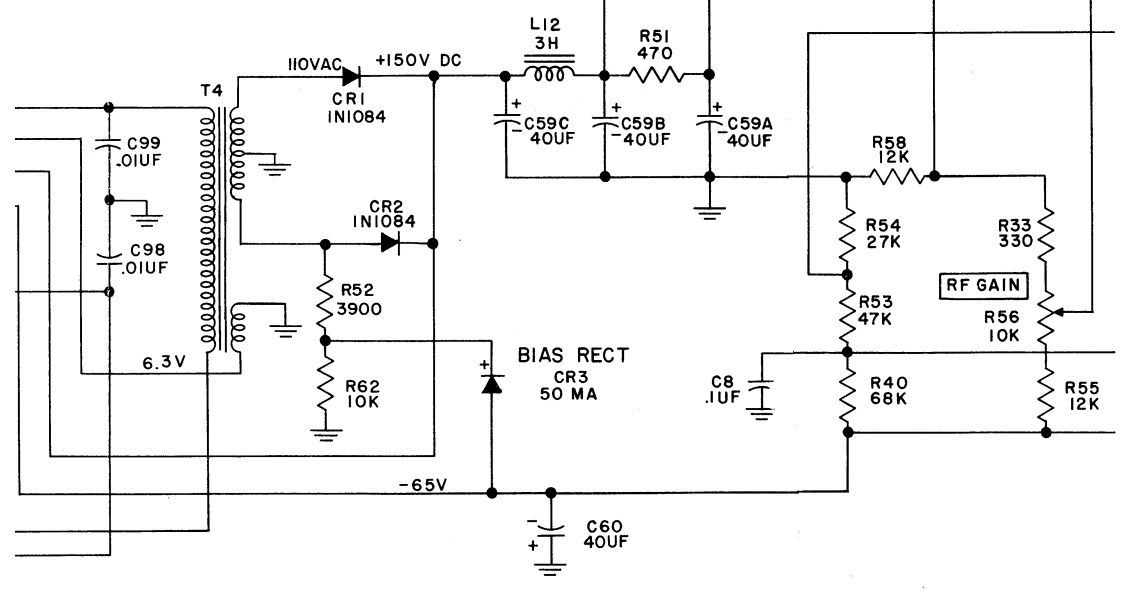 L12
3H
R51
470
110VAC
+150V DC
T4
CR1
1N1084
+
-
C59C
40UF
C59B
-40UF
+
-
C59A
40UF
C99
.01UF
R58
12K
CR2
1N1084
R54
27K
R33
330
C98
.01UF
RF GAIN
R52
3900
R53
47K
R56
10K
6.3V
+
BIAS RECT
CR3
50 MA
R62
10K
C8
.1UF
R40
68K
R55
12K
-65V
-
+
C60
40UF